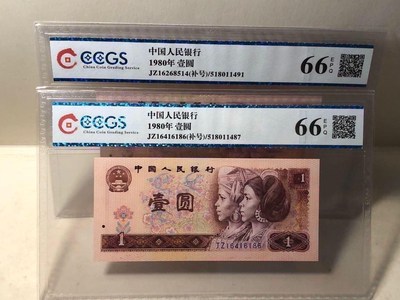 CCGS
China Coin Grading Service
中国人民银行
1980年 壹圆
JZ16268514(补号)/518011491
66 EPQ
CCGS
China Coin Grading Service
中国人民银行
1980年 壹圆
JZ16416186(补号)/518011487
66 EPQ
中国人民银行
1
壹圆
1
JZ16416186
1